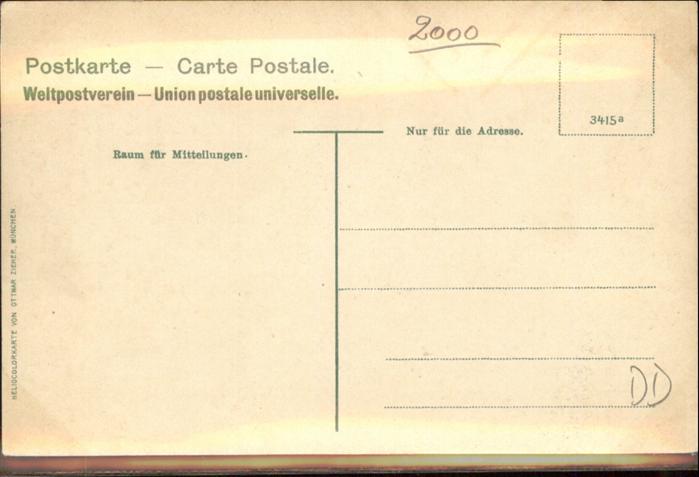 2000
Postkarte — Carte Postale.
Weltpostverein — Union postale universelle.
3415a
Nur für die Adresse.
Raum für Mitteilungen.
HELIOCOLORKARTE VON OTTMAR ZIEHER, MÜNCHEN
DD